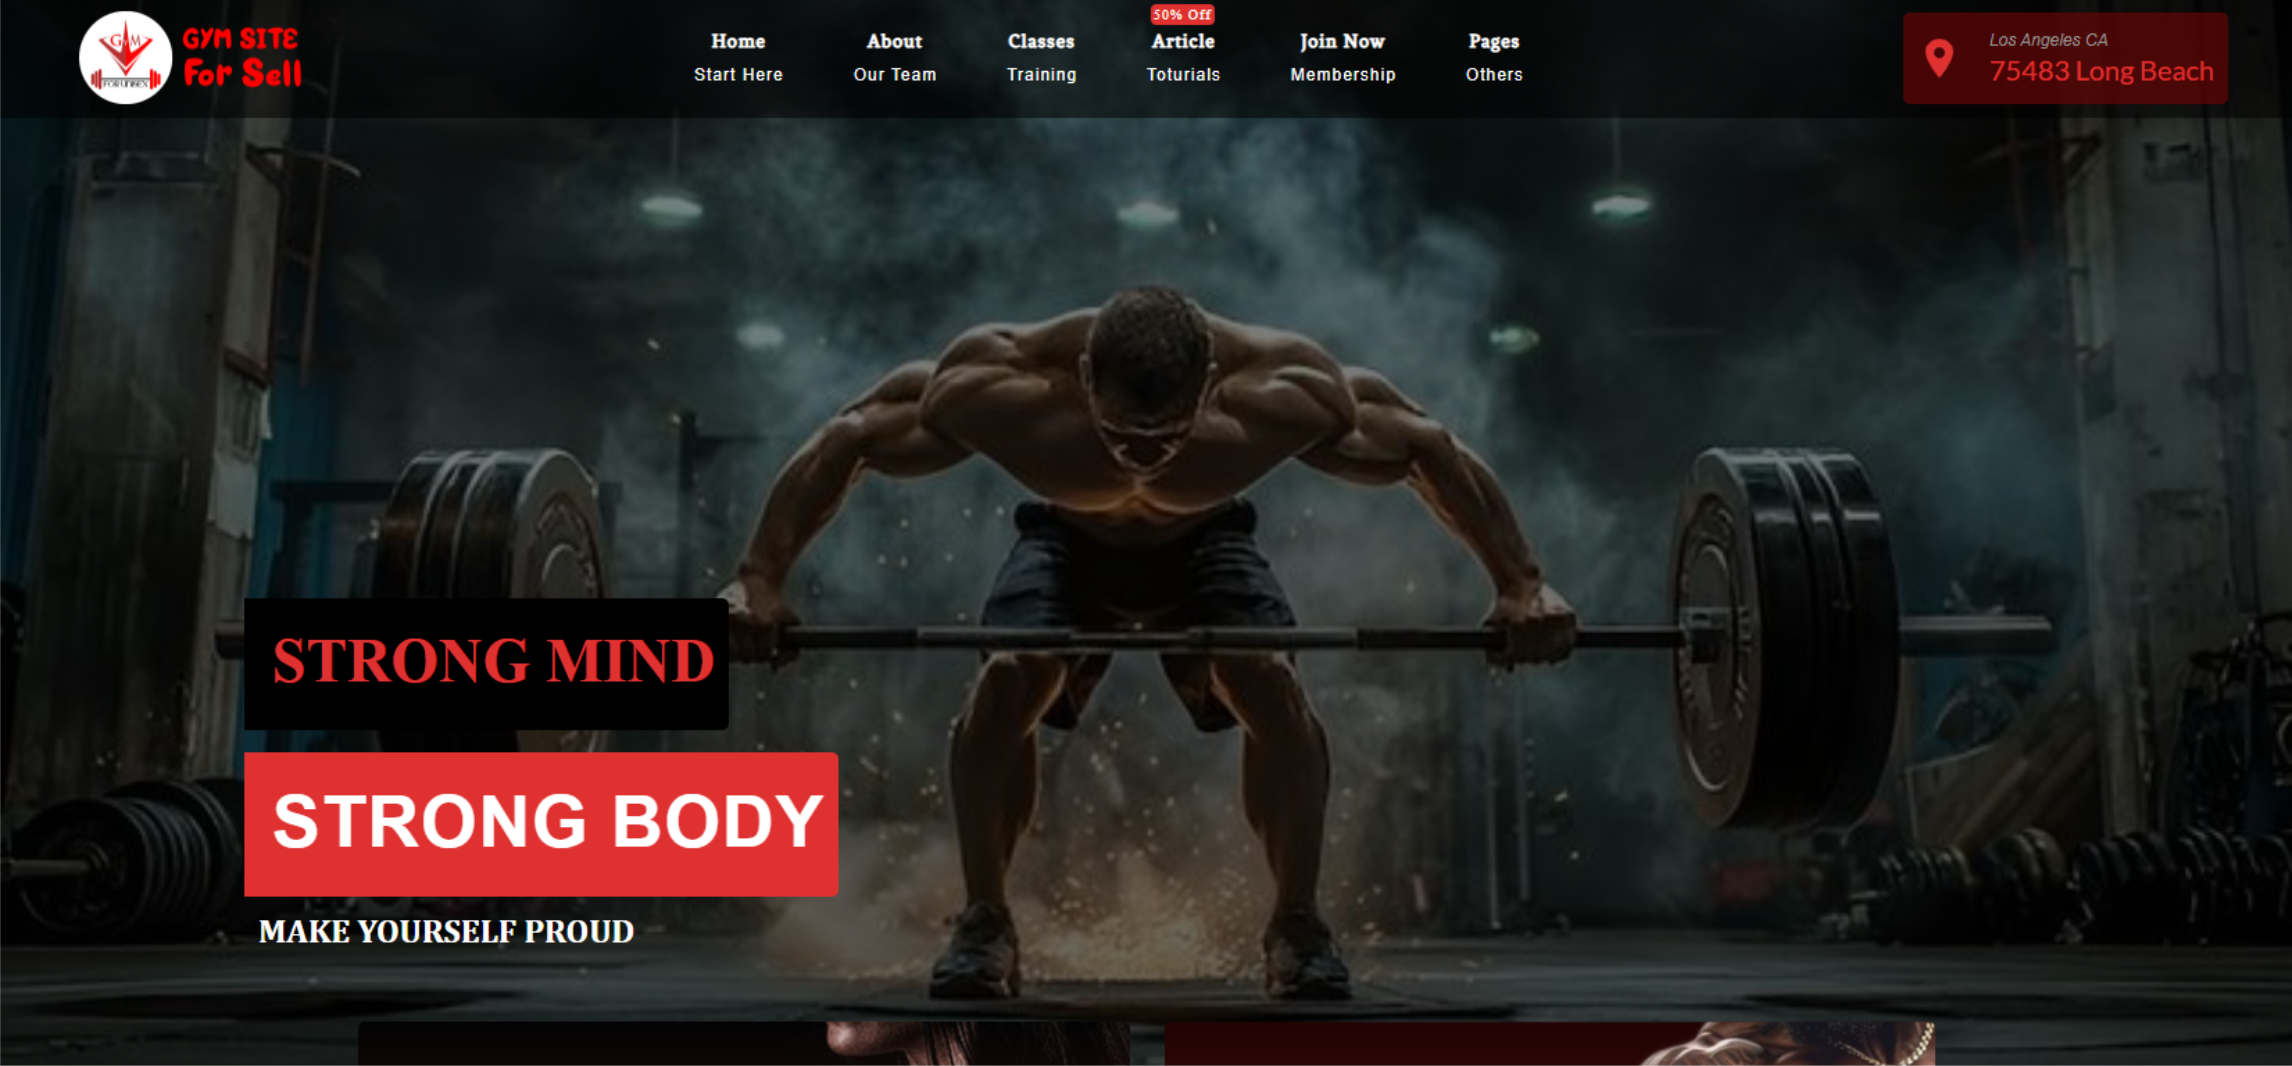 GYM
FOR UNISEX
GYM SITE
For Sell
50% Off
Home
Start Here
About
Our Team
Classes
Training
Article
Toturials
Join Now
Membership
Pages
Others
Los Angeles CA
75483 Long Beach
STRONG MIND
STRONG BODY
MAKE YOURSELF PROUD